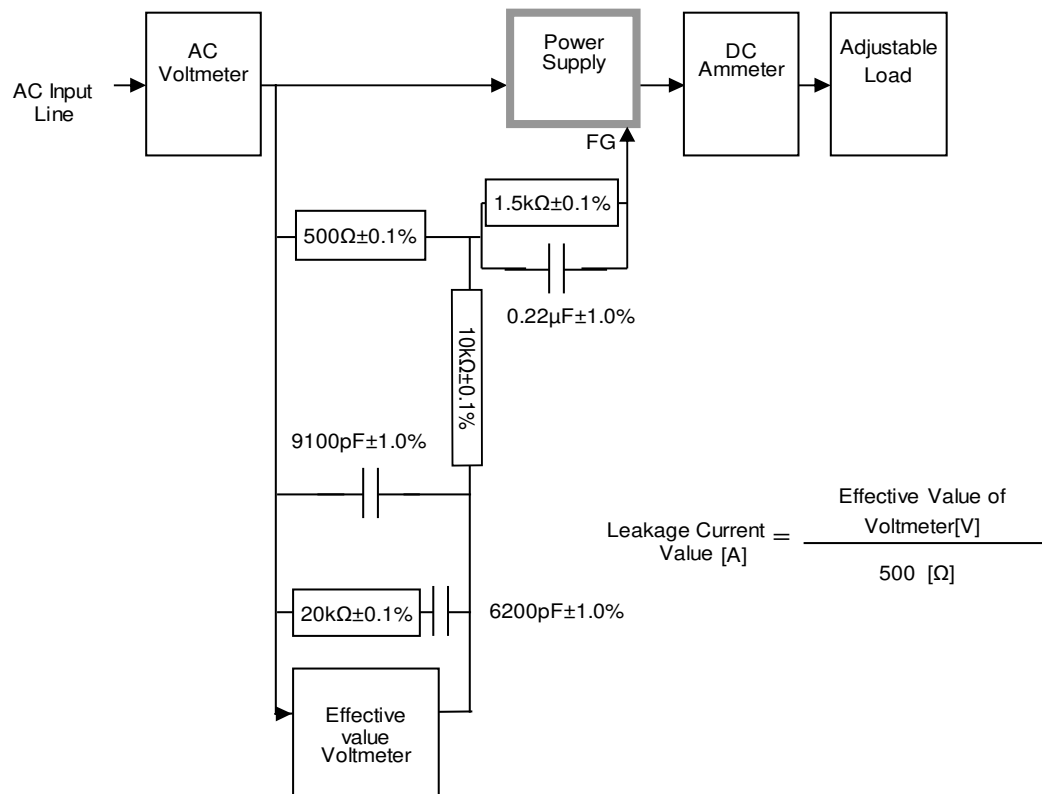 AC
Voltmeter
Power
Supply
DC
Ammeter
Adjustable
Load
AC Input
Line
FG
1.5kΩ±0.1%
500Ω±0.1%
0.22µF±1.0%
10kΩ±0.1%
9100pF±1.0%
Leakage Current
Value [A]
=
Effective Value of
Voltmeter[V]
500 [Ω]
20kΩ±0.1%
6200pF±1.0%
Effective
value
Voltmeter